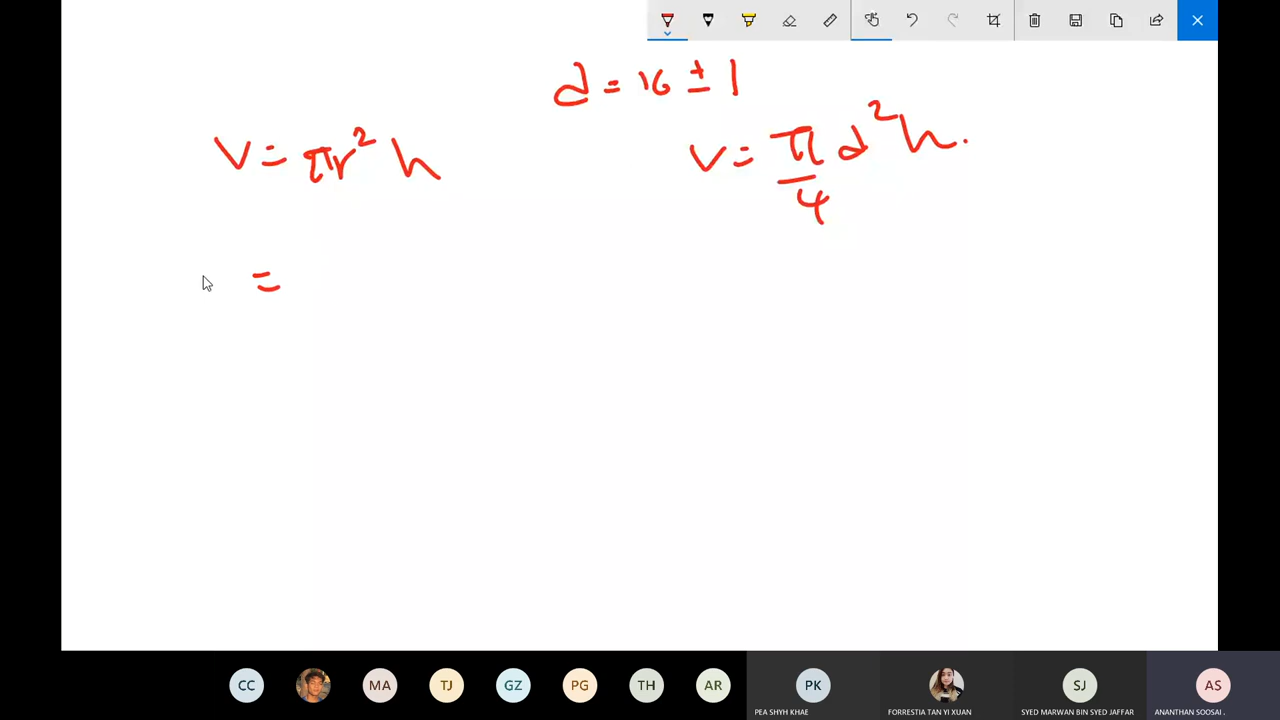 d = 16 ± 1
V = πr² h
V = π/4 d² h.
=
CC MA TJ GZ PG TH AR PK SJ AS
PEA SHYH KHAE FORRESTIA TAN YI XUAN SYED MARWAN BIN SYED JAFFAR ANANTHAN SOOSAI .